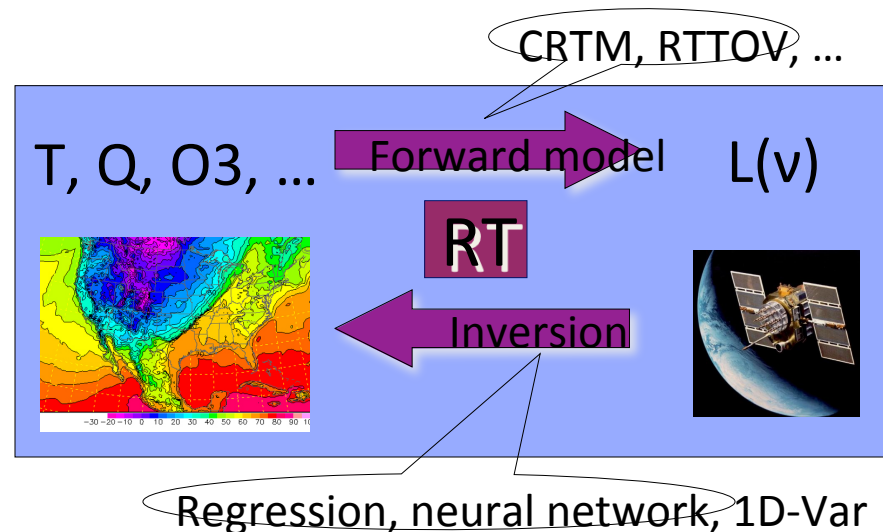 CRTM, RTTOV, ...
T, Q, O3, ...
Forward model
L(ν)
RT
Inversion
-30 -20 -10 0 10 20 30 40 50 60 70 80 90
Regression, neural network, 1D-Var